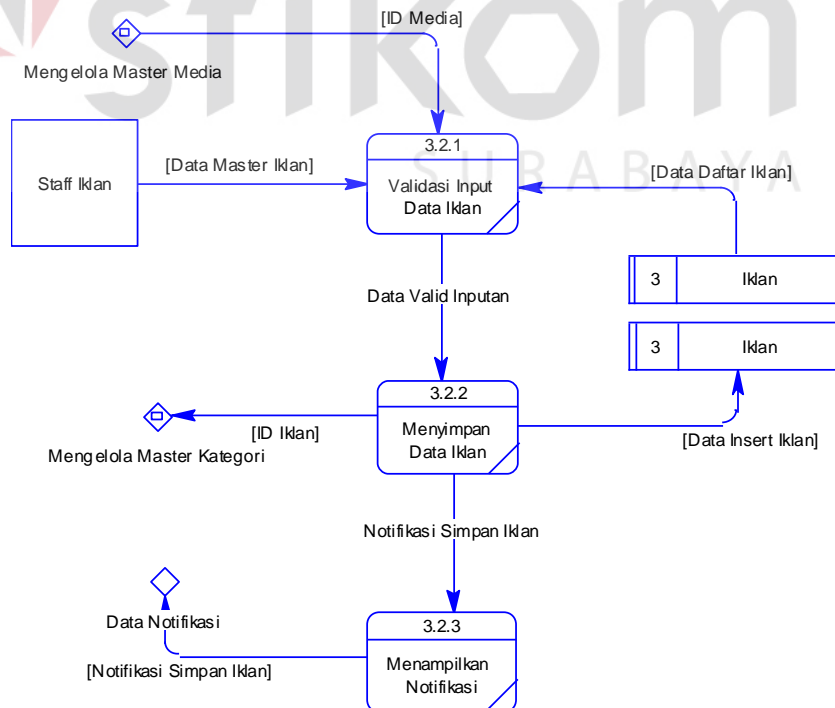 stikom
SURABAYA
[ID Media]
Mengelola Master Media
Staff Iklan
[Data Master Iklan]
3.2.1
Validasi Input
Data Iklan
[Data Daftar Iklan]
3
Iklan
Data Valid Inputan
3
Iklan
3.2.2
Menyimpan
Data Iklan
[ID Iklan]
Mengelola Master Kategori
[Data Insert Iklan]
Notifikasi Simpan Iklan
Data Notifikasi
[Notifikasi Simpan Iklan]
3.2.3
Menampilkan
Notifikasi